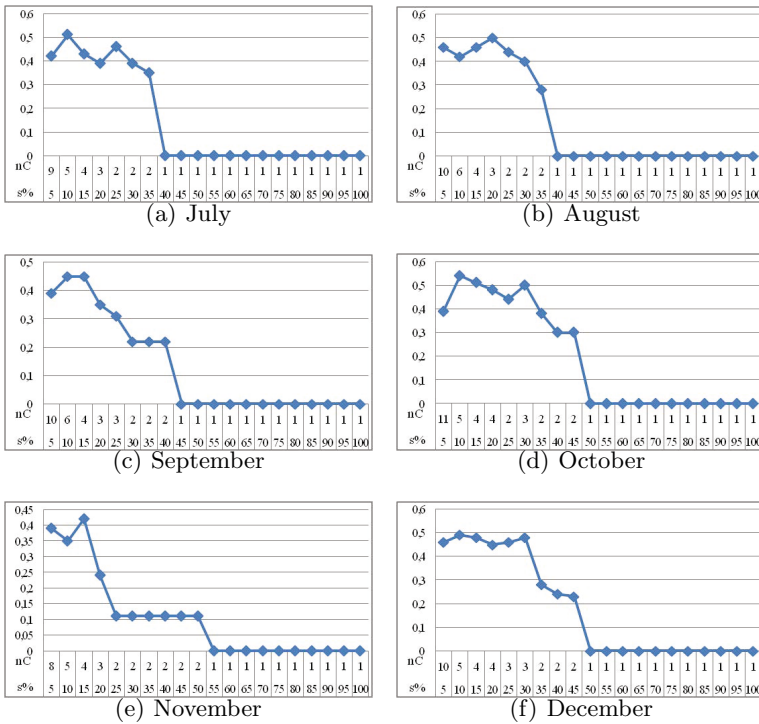 0,6
0,5
0,4
0,3
0,2
0,1
0
nC 9 5 4 3 2 2 2 1 1 1 1 1 1 1 1 1 1 1 1 1
s% 5 10 15 20 25 30 35 40 45 50 55 60 65 70 75 80 85 90 95 100
(a) July
0,6
0,5
0,4
0,3
0,2
0,1
0
nC 10 6 4 3 2 2 2 1 1 1 1 1 1 1 1 1 1 1 1 1
s% 5 10 15 20 25 30 35 40 45 50 55 60 65 70 75 80 85 90 95 100
(b) August
0,5
0,4
0,3
0,2
0,1
0
nC 10 6 4 3 3 2 2 2 1 1 1 1 1 1 1 1 1 1 1 1
s% 5 10 15 20 25 30 35 40 45 50 55 60 65 70 75 80 85 90 95 100
(c) September
0,6
0,5
0,4
0,3
0,2
0,1
0
nC 11 5 4 4 2 3 2 2 2 1 1 1 1 1 1 1 1 1 1 1
s% 5 10 15 20 25 30 35 40 45 50 55 60 65 70 75 80 85 90 95 100
(d) October
0,45
0,4
0,35
0,3
0,25
0,2
0,15
0,1
0,05
0
nC 8 5 4 3 2 2 2 2 2 2 1 1 1 1 1 1 1 1 1 1
s% 5 10 15 20 25 30 35 40 45 50 55 60 65 70 75 80 85 90 95 100
(e) November
0,6
0,5
0,4
0,3
0,2
0,1
0
nC 10 5 4 4 3 3 2 2 2 1 1 1 1 1 1 1 1 1 1 1
s% 5 10 15 20 25 30 35 40 45 50 55 60 65 70 75 80 85 90 95 100
(f) December